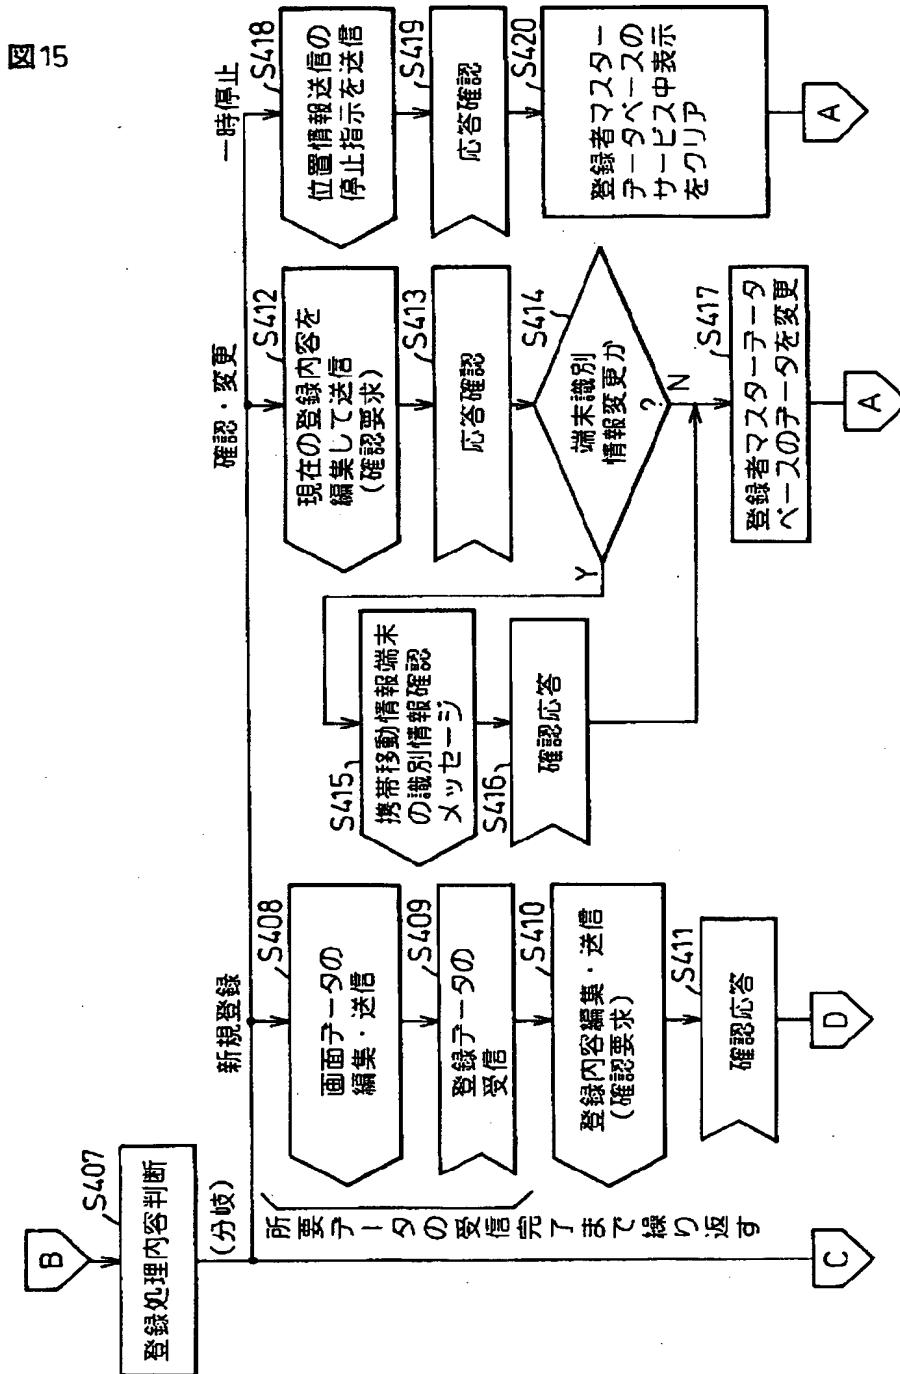 図15
B
S407
登録処理内容判断
(分岐)
新規登録
S408
画面データの
編集・送信
S409
登録データの
受信
所要データの受信完了まで繰り返す
S410
登録内容編集・送信
(確認要求)
S411
確認応答
D
C
確認・変更
S412
現在の登録内容を
編集して送信
(確認要求)
S413
応答確認
S414
端末識別
情報変更か
?
Y
N
S415
携帯移動情報端末
の識別情報確認
メッセージ
S416
確認応答
S417
登録者マスターデータ
ベースのデータを変更
A
一時停止
S418
位置情報送信の
停止指示を送信
S419
応答確認
S420
登録者マスター
データベースの
サービス中表示
をクリア
A